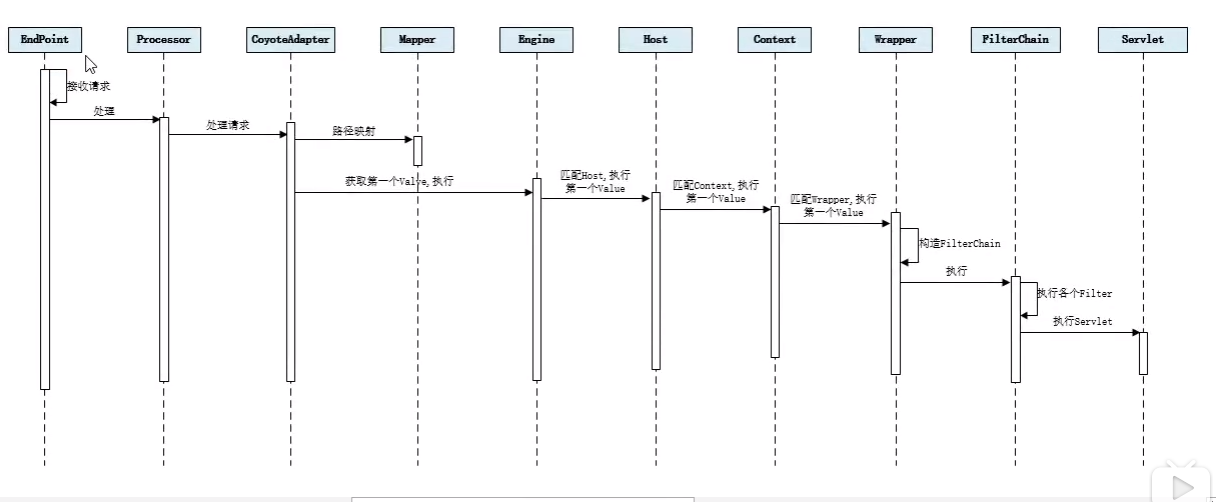 EndPoint
Processor
CoyoteAdapter
Mapper
Engine
Host
Context
Wrapper
FilterChain
Servlet
接收请求
处理
处理请求
路径映射
获取第一个Valve,执行
匹配Host,执行
第一个Value
匹配Context,执行
第一个Value
匹配Wrapper,执行
第一个Value
构造FilterChain
执行
执行各个Filter
执行Servlet